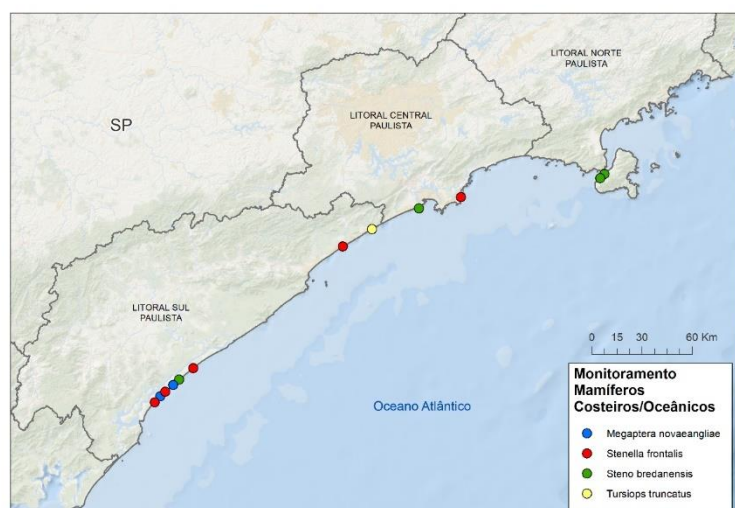 LITORAL NORTE
PAULISTA
LITORAL CENTRAL
PAULISTA
SP
LITORAL SUL
PAULISTA
0 15 30 60 Km
Oceano Atlântico
Monitoramento
Mamíferos
Costeiros/Oceânicos
Megaptera novaeangliae
Stenella frontalis
Steno bredanensis
Tursiops truncatus